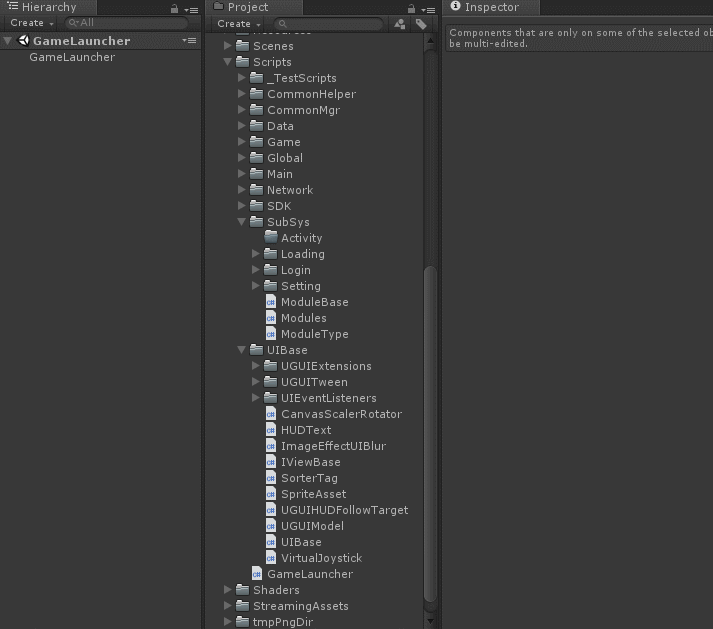 Hierarchy
Create
All
GameLauncher
GameLauncher
Project
Create
Scenes
Scripts
_TestScripts
CommonHelper
CommonMgr
Data
Game
Global
Main
Network
SDK
SubSys
Activity
Loading
Login
Setting
ModuleBase
Modules
ModuleType
UIBase
UGUIExtensions
UGUITween
UIEventListeners
CanvasScalerRotator
HUDText
ImageEffectUIBlur
IViewBase
SorterTag
SpriteAsset
UGUIHUDFollowTarget
UGUIModel
UIBase
VirtualJoystick
GameLauncher
Shaders
StreamingAssets
tmpPngDir
Inspector
Components that are only on some of the selected ob
be multi-edited.